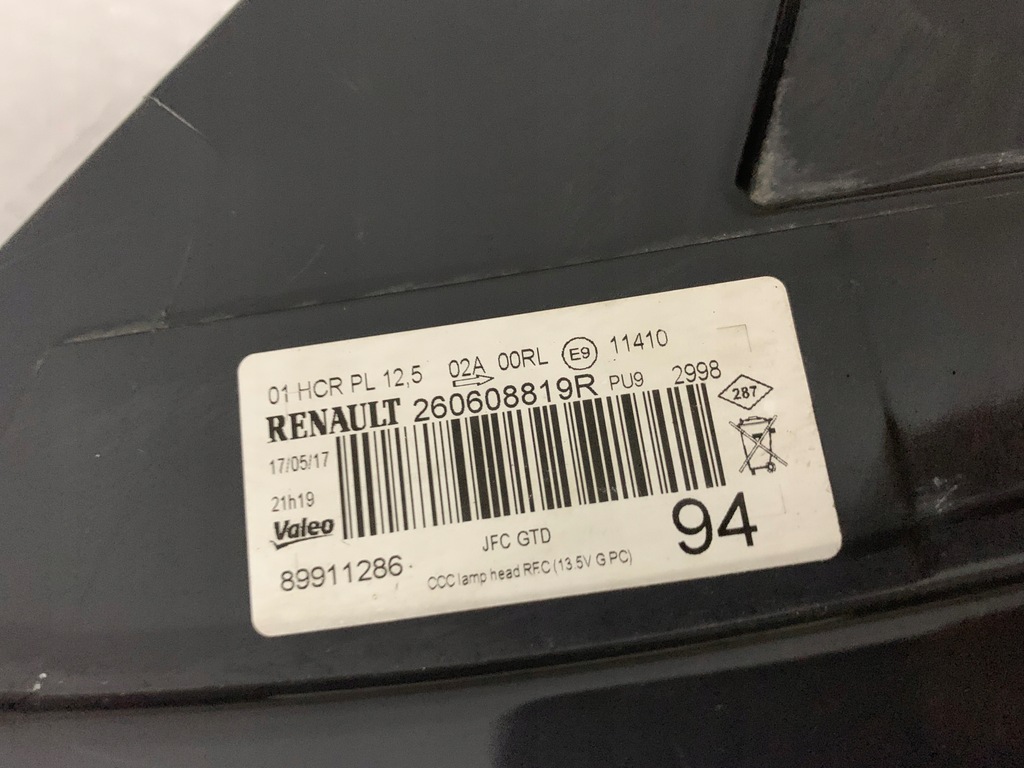 01 HCR PL 12,5 02A 00RL E9 11410
RENAULT 260608819R PU9 2998
287
17/05/17
21h19
Valeo
JFC GTD
94
89911286
CCC lamp head RFC (13.5V G PC)